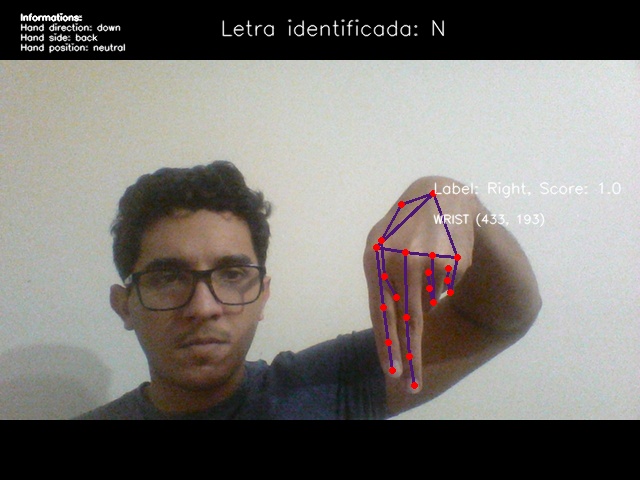 Informations:
Hand direction: down
Hand side: back
Hand position: neutral
Letra identificada: N
Label: Right, Score: 1.0
WRIST (433, 193)